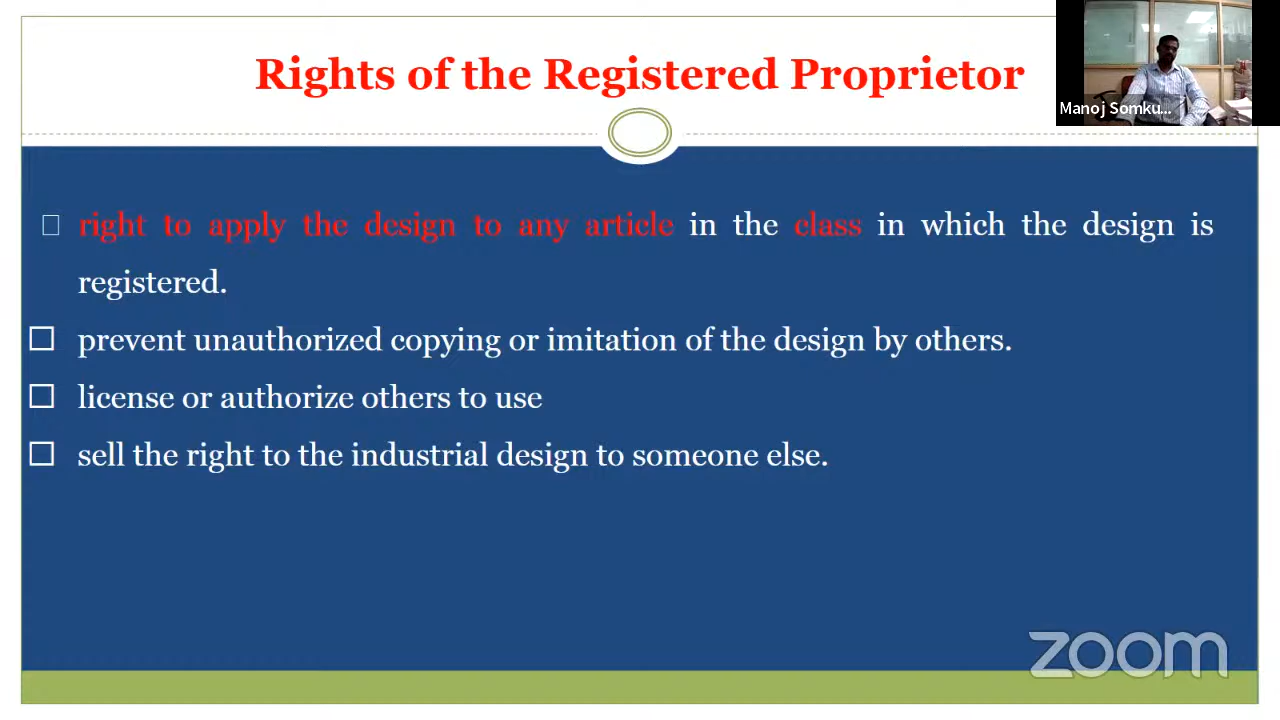 Rights of the Registered Proprietor
Manoj Somku...
right to apply the design to any article in the class in which the design is
registered.
prevent unauthorized copying or imitation of the design by others.
license or authorize others to use
sell the right to the industrial design to someone else.
zoom